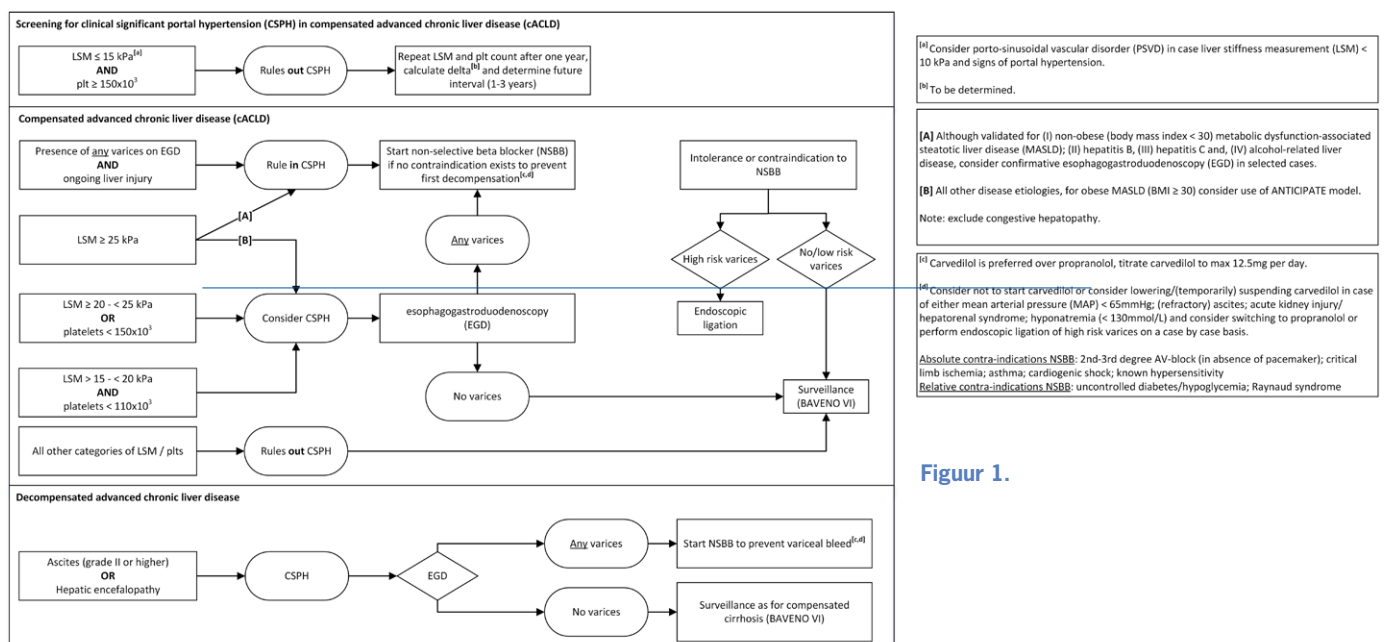 Screening for clinical significant portal hypertension (CSPH) in compensated advanced chronic liver disease (cACLD)
LSM ≤ 15 kPa[a]
AND
plt ≥ 150x10³
Rules out CSPH
Repeat LSM and plt count after one year,
calculate delta[b] and determine future
interval (1-3 years)
Compensated advanced chronic liver disease (cACLD)
Presence of any varices on EGD
AND
ongoing liver injury
Rule in CSPH
Start non-selective beta blocker (NSBB)
if no contraindication exists to prevent
first decompensation[c,d]
Intolerance or contraindication to
NSBB
[A]
LSM ≥ 25 kPa
[B]
Any varices
High risk varices
No/low risk
varices
LSM ≥ 20 - < 25 kPa
OR
platelets < 150x10³
Consider CSPH
esophagogastroduodenoscopy
(EGD)
Endoscopic
ligation
LSM > 15 - < 20 kPa
AND
platelets < 110x10³
No varices
Surveillance
(BAVENO VI)
All other categories of LSM / plts
Rules out CSPH
Decompensated advanced chronic liver disease
Ascites (grade II or higher)
OR
Hepatic encefalopathy
CSPH
EGD
Any varices
Start NSBB to prevent variceal bleed[c,d]
No varices
Surveillance as for compensated
cirrhosis (BAVENO VI)
[a] Consider porto-sinusoidal vascular disorder (PSVD) in case liver stiffness measurement (LSM) <
10 kPa and signs of portal hypertension.
[b] To be determined.
[A] Although validated for (I) non-obese (body mass index < 30) metabolic dysfunction-associated
steatotic liver disease (MASLD); (II) hepatitis B, (III) hepatitis C and, (IV) alcohol-related liver
disease, consider confirmative esophagogastroduodenoscopy (EGD) in selected cases.
[B] All other disease etiologies, for obese MASLD (BMI ≥ 30) consider use of ANTICIPATE model.
Note: exclude congestive hepatopathy.
[c] Carvedilol is preferred over propranolol, titrate carvedilol to max 12.5mg per day.
[d] Consider not to start carvedilol or consider lowering/(temporarily) suspending carvedilol in case
of either mean arterial pressure (MAP) < 65mmHg; (refractory) ascites; acute kidney injury/
hepatorenal syndrome; hyponatremia (< 130mmol/L) and consider switching to propranolol or
perform endoscopic ligation of high risk varices on a case by case basis.
Absolute contra-indications NSBB: 2nd-3rd degree AV-block (in absence of pacemaker); critical
limb ischemia; asthma; cardiogenic shock; known hypersensitivity
Relative contra-indications NSBB: uncontrolled diabetes/hypoglycemia; Raynaud syndrome
Figuur 1.